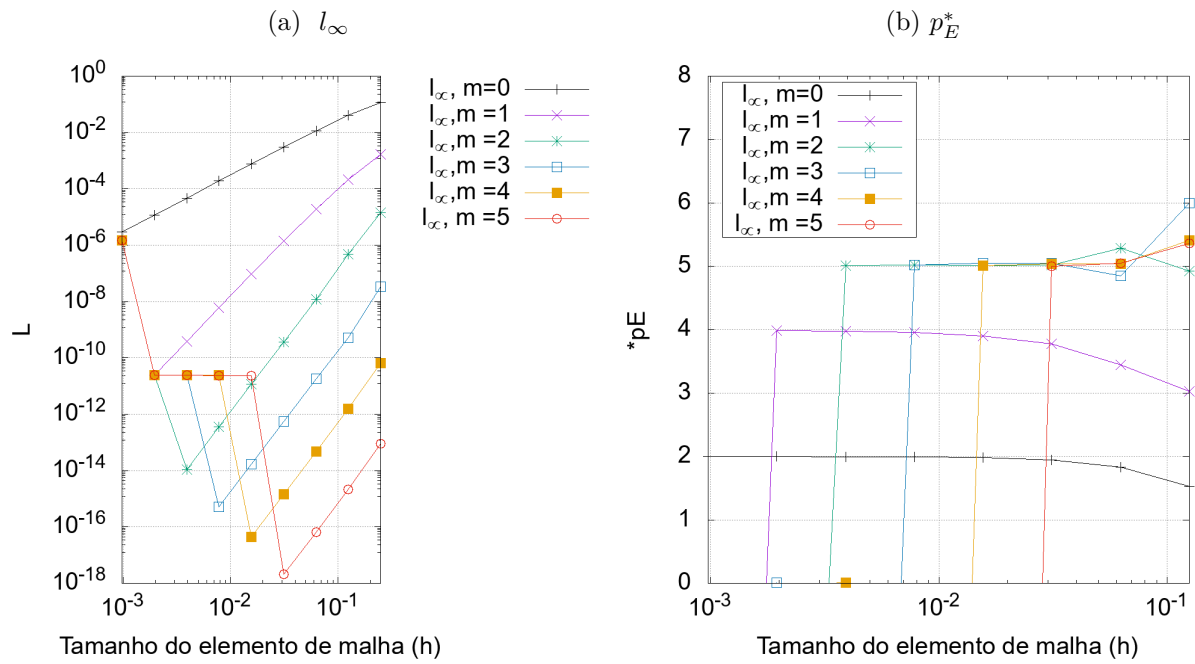 (a) l∞
(b) p*E
10^0
10^-2
10^-4
10^-6
10^-8
10^-10
10^-12
10^-14
10^-16
10^-18
L
10^-3
10^-2
10^-1
Tamanho do elemento de malha (h)
l∞, m=0
l∞,m =1
l∞,m =2
l∞,m =3
l∞, m =4
l∞, m =5
8
7
6
5
4
3
2
1
0
*pE
l∞, m=0
l∞,m =1
l∞,m =2
l∞,m =3
l∞, m =4
l∞, m =5
10^-3
10^-2
10^-1
Tamanho do elemento de malha (h)